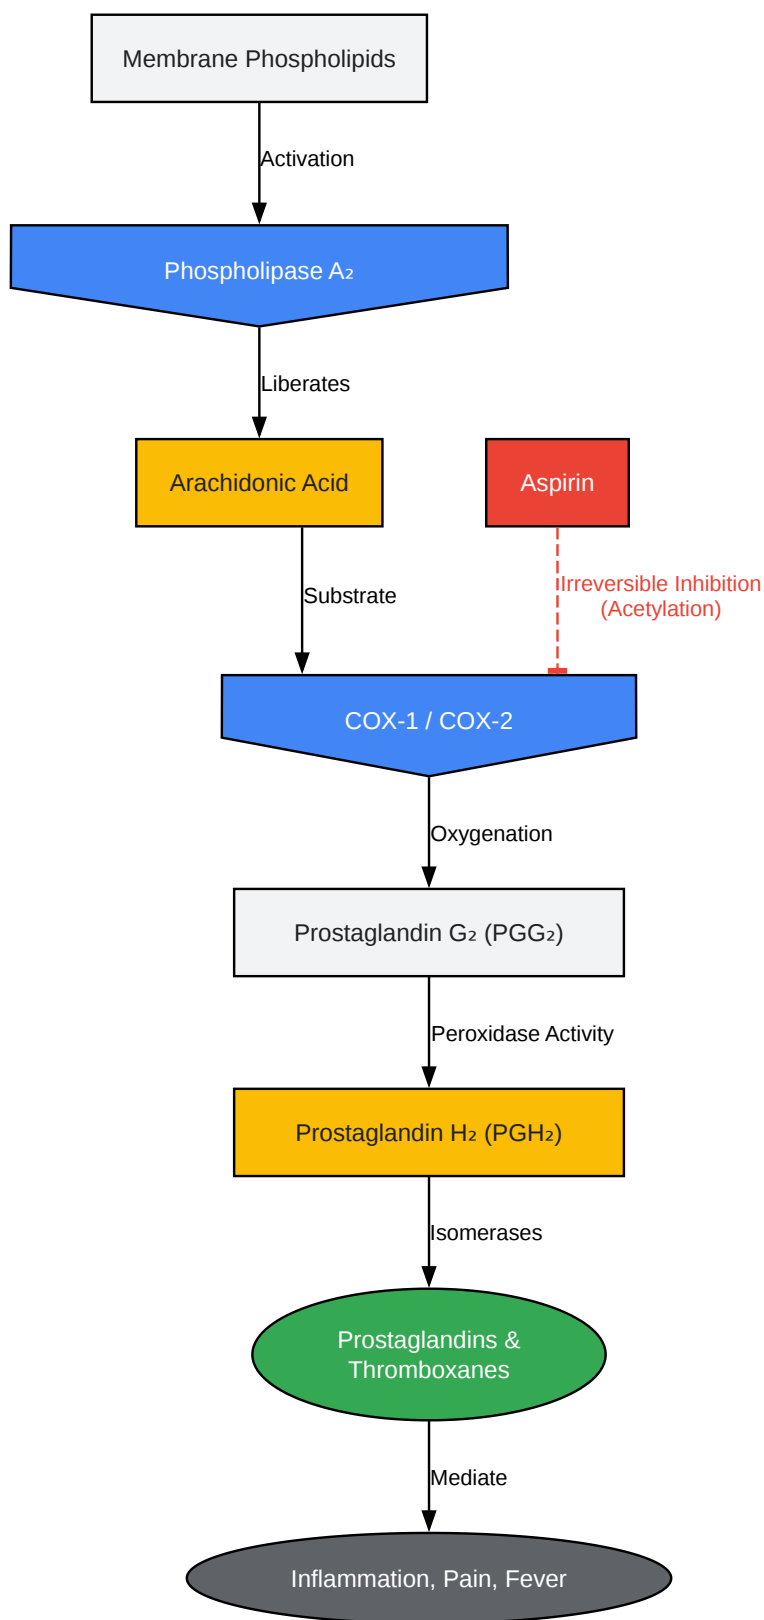 Membrane Phospholipids
Activation
Phospholipase A₂
Liberates
Arachidonic Acid
Aspirin
Substrate
Irreversible Inhibition
(Acetylation)
COX-1 / COX-2
Oxygenation
Prostaglandin G₂ (PGG₂)
Peroxidase Activity
Prostaglandin H₂ (PGH₂)
Isomerases
Prostaglandins &
Thromboxanes
Mediate
Inflammation, Pain, Fever